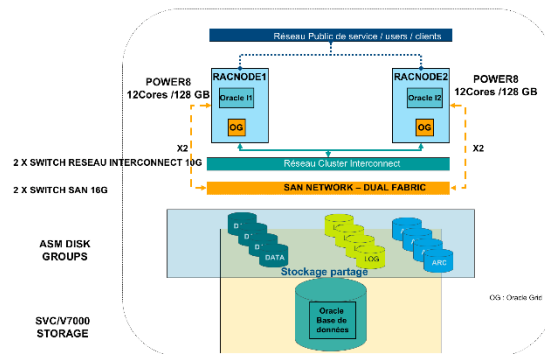 Réseau Public de service / users / clients
POWER8
12Cores /128 GB
RACNODE1
RACNODE2
POWER8
12Cores /128 GB
Oracle I1
Oracle I2
OG
OG
X2
X2
2 X SWITCH RESEAU INTERCONNECT 10G
Réseau Cluster Interconnect
2 X SWITCH SAN 16G
SAN NETWORK – DUAL FABRIC
ASM DISK
GROUPS
DATA
LOG
ARC
Stockage partagé
OG : Oracle Grid
SVC/V7000
STORAGE
Oracle
Base de
données